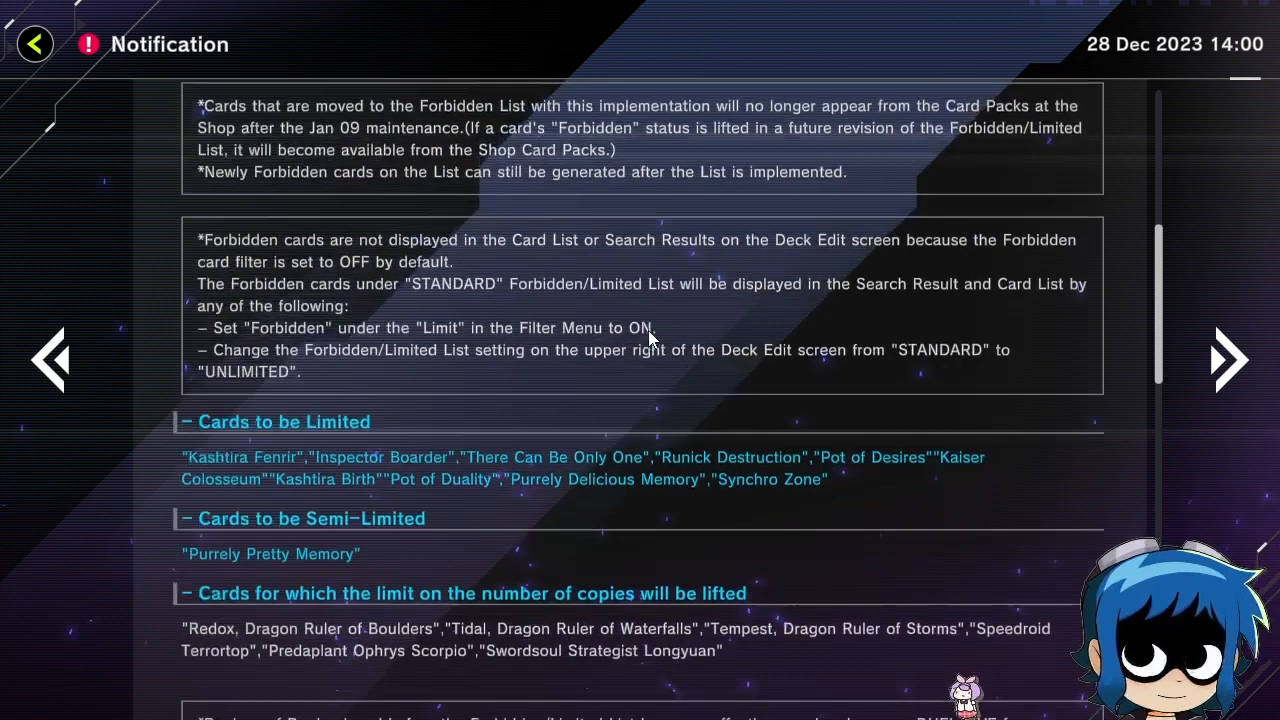 ! Notification
28 Dec 2023 14:00
*Cards that are moved to the Forbidden List with this implementation will no longer appear from the Card Packs at the
Shop after the Jan 09 maintenance.(If a card's "Forbidden" status is lifted in a future revision of the Forbidden/Limited
List, it will become available from the Shop Card Packs.)
*Newly Forbidden cards on the List can still be generated after the List is implemented.
*Forbidden cards are not displayed in the Card List or Search Results on the Deck Edit screen because the Forbidden
card filter is set to OFF by default.
The Forbidden cards under "STANDARD" Forbidden/Limited List will be displayed in the Search Result and Card List by
any of the following:
– Set "Forbidden" under the "Limit" in the Filter Menu to ON.
– Change the Forbidden/Limited List setting on the upper right of the Deck Edit screen from "STANDARD" to
"UNLIMITED".
– Cards to be Limited
"Kashtira Fenrir","Inspector Boarder","There Can Be Only One","Runick Destruction","Pot of Desires""Kaiser
Colosseum""Kashtira Birth""Pot of Duality","Purrely Delicious Memory","Synchro Zone"
– Cards to be Semi–Limited
"Purrely Pretty Memory"
– Cards for which the limit on the number of copies will be lifted
"Redox, Dragon Ruler of Boulders","Tidal, Dragon Ruler of Waterfalls","Tempest, Dragon Ruler of Storms","Speedroid
Terrortop","Predaplant Ophrys Scorpio","Swordsoul Strategist Longyuan"